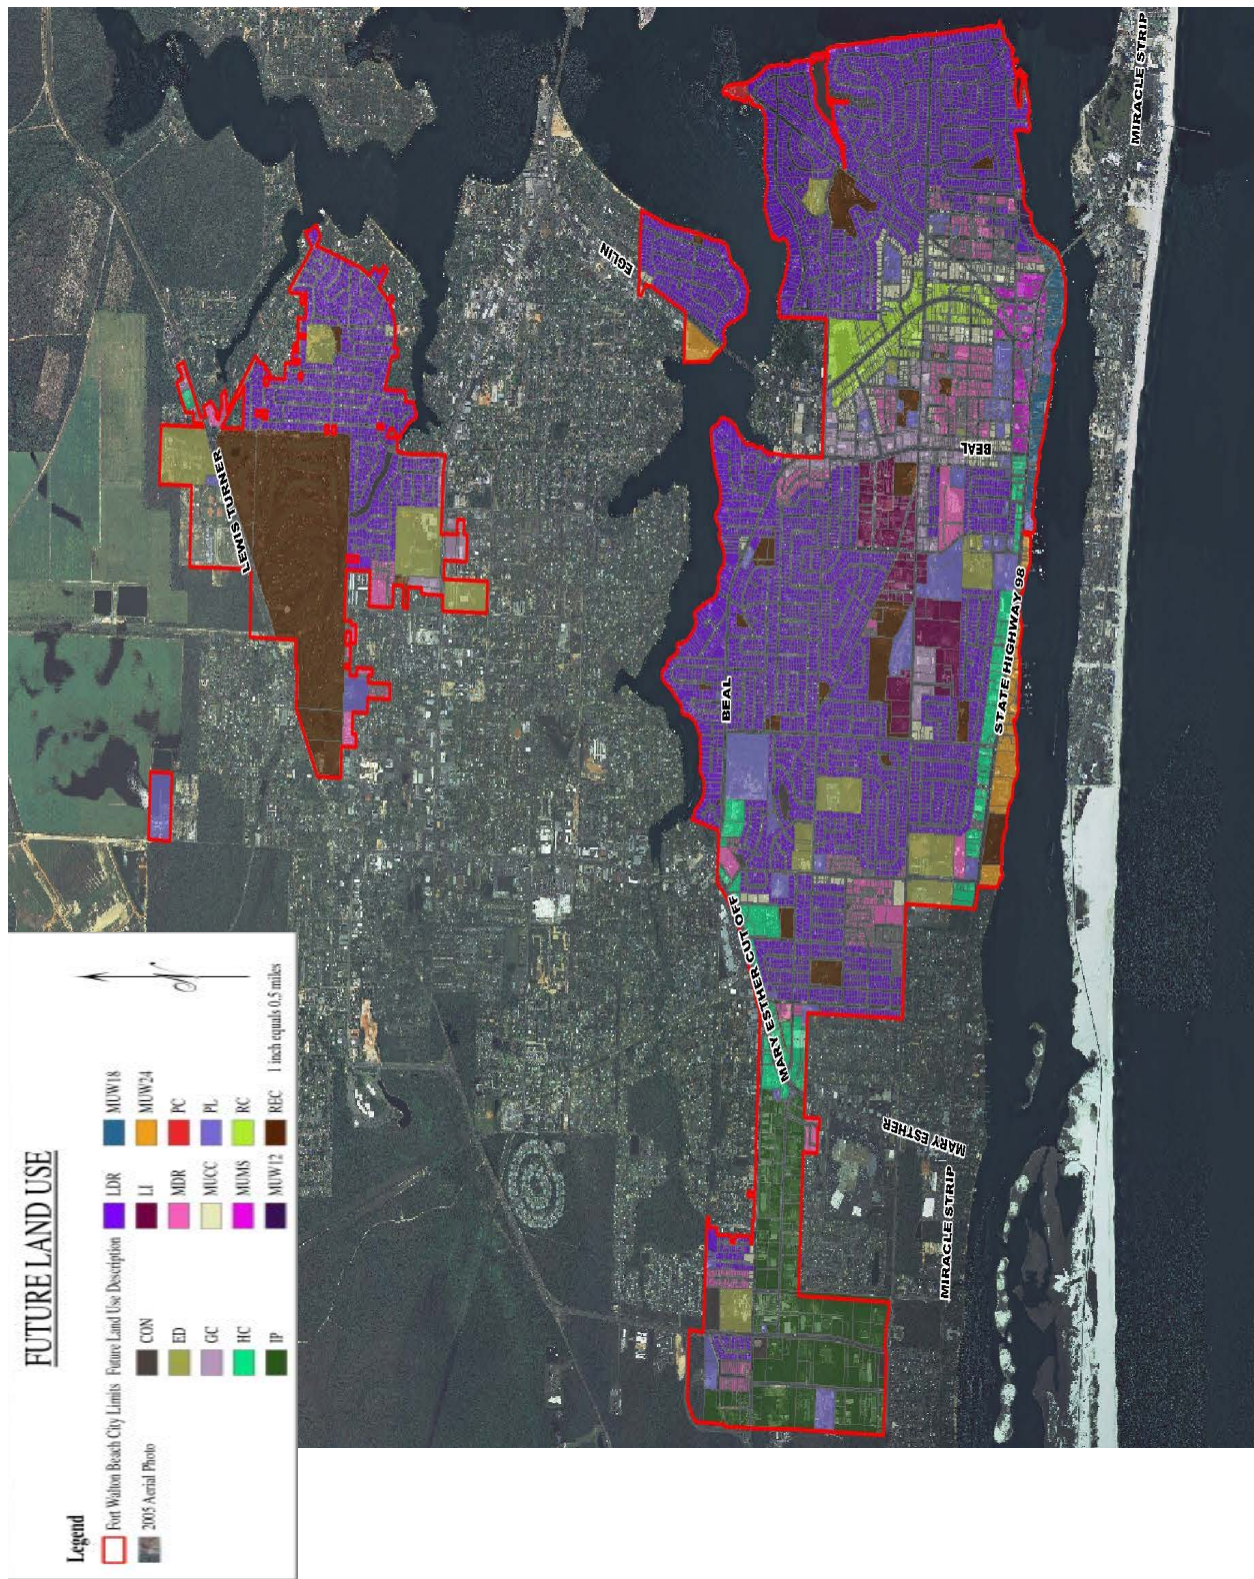 FUTURE LAND USE
Legend
Fort Walton Beach City Limits
2005 Aerial Photo
Future Land Use Description
CON
ED
GC
HC
IP
LDR
LI
MDR
MUCC
MUMS
MUW12
MUW18
MUW24
PC
PL
RC
REC
N
1 inch equals 0.5 miles
LEWIS TURNER
EGLIN
MIRACLE STRIP
BEAL
BEAL
STATE HIGHWAY 98
MARY ESTHER CUT OFF
MARY ESTHER
MIRACLE STRIP